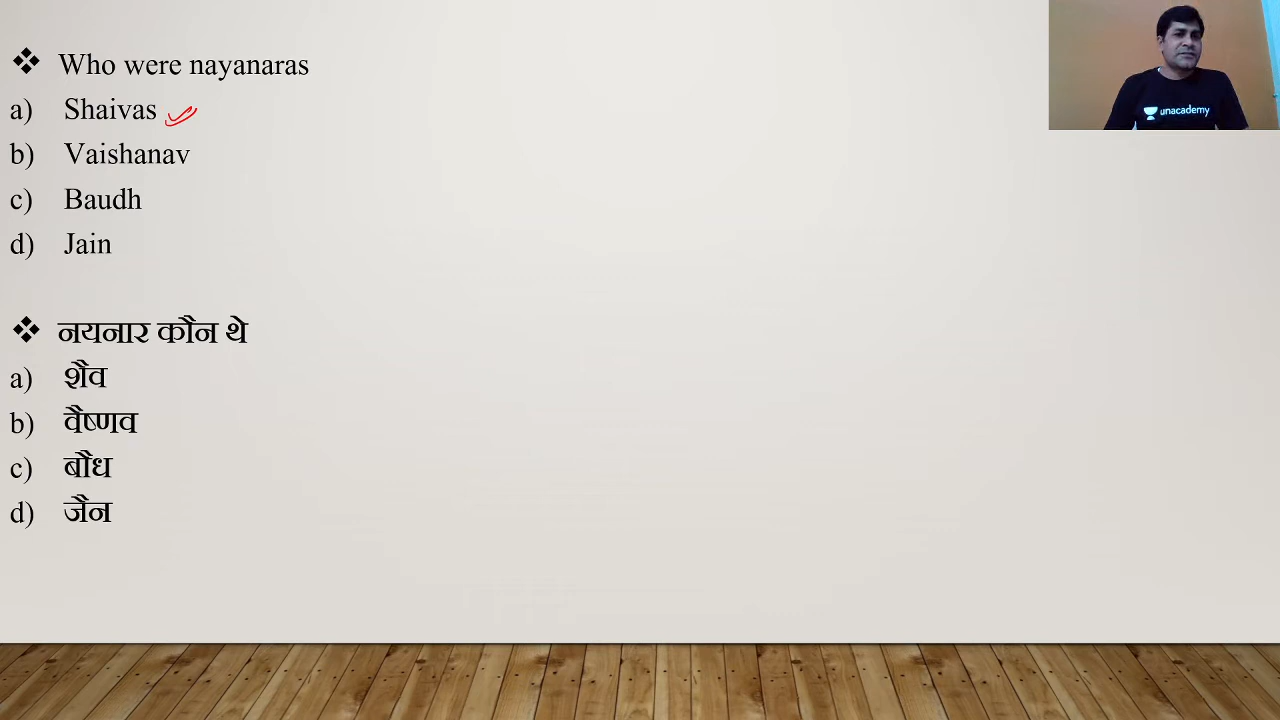 ❖ Who were nayanaras
a) Shaivas
b) Vaishanav
c) Baudh
d) Jain
❖ नयनार कौन थे
a) शैव
b) वैष्णव
c) बौध
d) जैन
unacademy